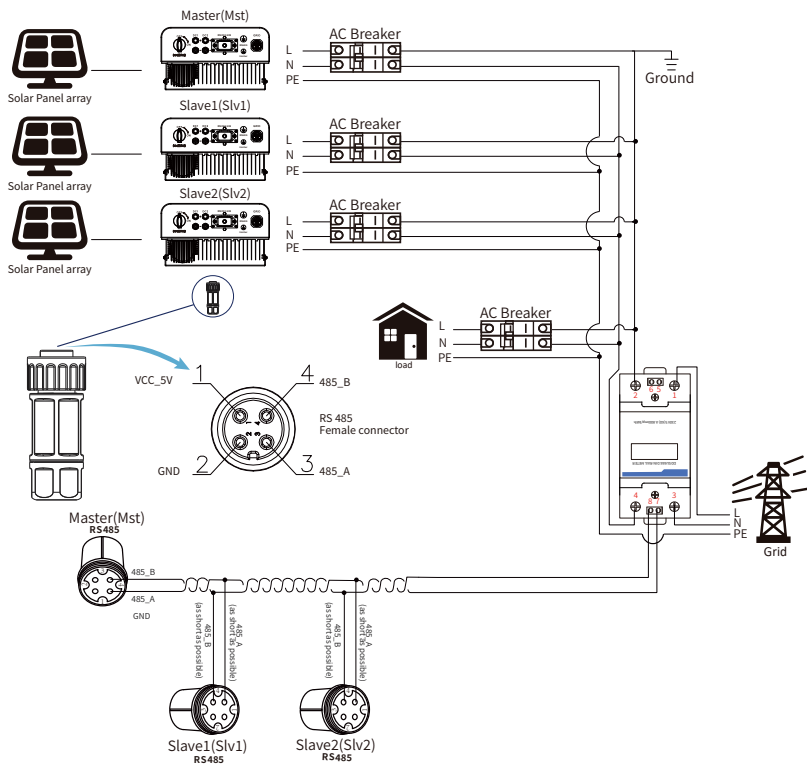 Master(Mst)
AC Breaker
L
N
PE
Ground
Solar Panel array
Slave1(Slv1)
AC Breaker
L
N
PE
Solar Panel array
Slave2(Slv2)
AC Breaker
L
N
PE
Solar Panel array
AC Breaker
L
N
PE
load
1
VCC_5V
4
485_B
1
4
2
3
RS 485
Female connector
2
GND
3
485_A
2
6 5
1
4
8 7
3
L
N
PE
Grid
Master(Mst)
RS485
485_B
485_A
GND
485_B
(as short as possible)
485_A
(as short as possible)
485_B
(as short as possible)
485_A
(as short as possible)
Slave1(Slv1)
RS485
Slave2(Slv2)
RS485